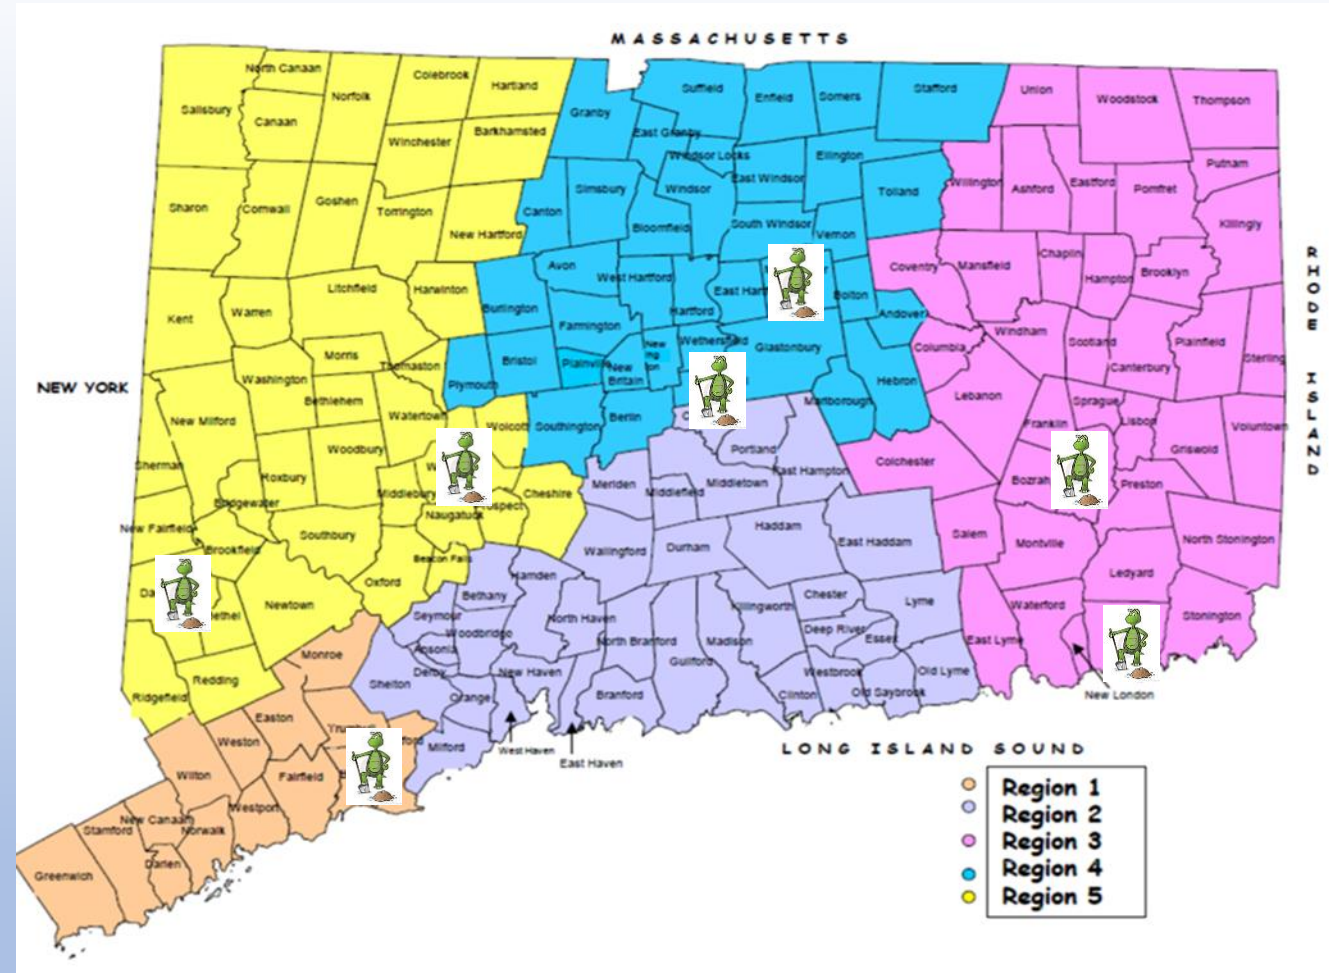 MASSACHUSETTS
North Canaan
Colebrook
Hartland
Salisbury
Norfolk
Canaan
Winchester
Barkhamsted
Granby
Suffield
Enfield
Somers
Stafford
Union
Woodstock
Thompson
East Granby
Windsor Locks
Ellington
East Windsor
Putnam
Sharon
Cornwall
Goshen
Torrington
New Hartford
Canton
Simsbury
Windsor
Bloomfield
South Windsor
Vernon
Tolland
Willington
Ashford
Eastford
Pomfret
Killingly
RHODE ISLAND
Kent
Warren
Litchfield
Harwinton
Burlington
Avon
West Hartford
Farmington
Hartford
East Hart
Bolton
Andover
Coventry
Mansfield
Chaplin
Hampton
Brooklyn
NEW YORK
Morris
Thomaston
Washington
Bethlehem
Watertown
Plymouth
Bristol
Plainville
New Britain
New
ing
ton
Wethersfield
Glastonbury
Marlborough
Hebron
Columbia
Windham
Scotland
Canterbury
Plainfield
Sterling
New Milford
Woodbury
Wolcott
Southington
Berlin
Portland
East Hampton
Lebanon
Franklin
Sprague
Lisbon
Griswold
Voluntown
Sherman
Roxbury
Bridgewater
Middlebury
Naugatuck
Cheshire
Meriden
Middlefield
Middletown
Colchester
Bozrah
Preston
New Fairfield
Brookfield
Southbury
Beacon Falls
Oxford
Wallingford
Durham
Haddam
East Haddam
Salem
Montville
North Stonington
Ledyard
Da
ethel
Newtown
Seymour
Bethany
Hamden
Woodbridge
North Haven
Killingworth
Chester
Lyme
Waterford
Stonington
Ridgefield
Redding
Monroe
Ansonia
Derby
Shelton
Orange
New Haven
North Branford
Guilford
Madison
Deep River
Essex
Westbrook
Old Lyme
East Lyme
Branford
Clinton
Old Saybrook
New London
Easton
Weston
Milford
West Haven
East Haven
LONG ISLAND SOUND
Wilton
Fairfield
Westport
New Canaan
Norwalk
Stamford
Darien
Greenwich
Region 1
Region 2
Region 3
Region 4
Region 5